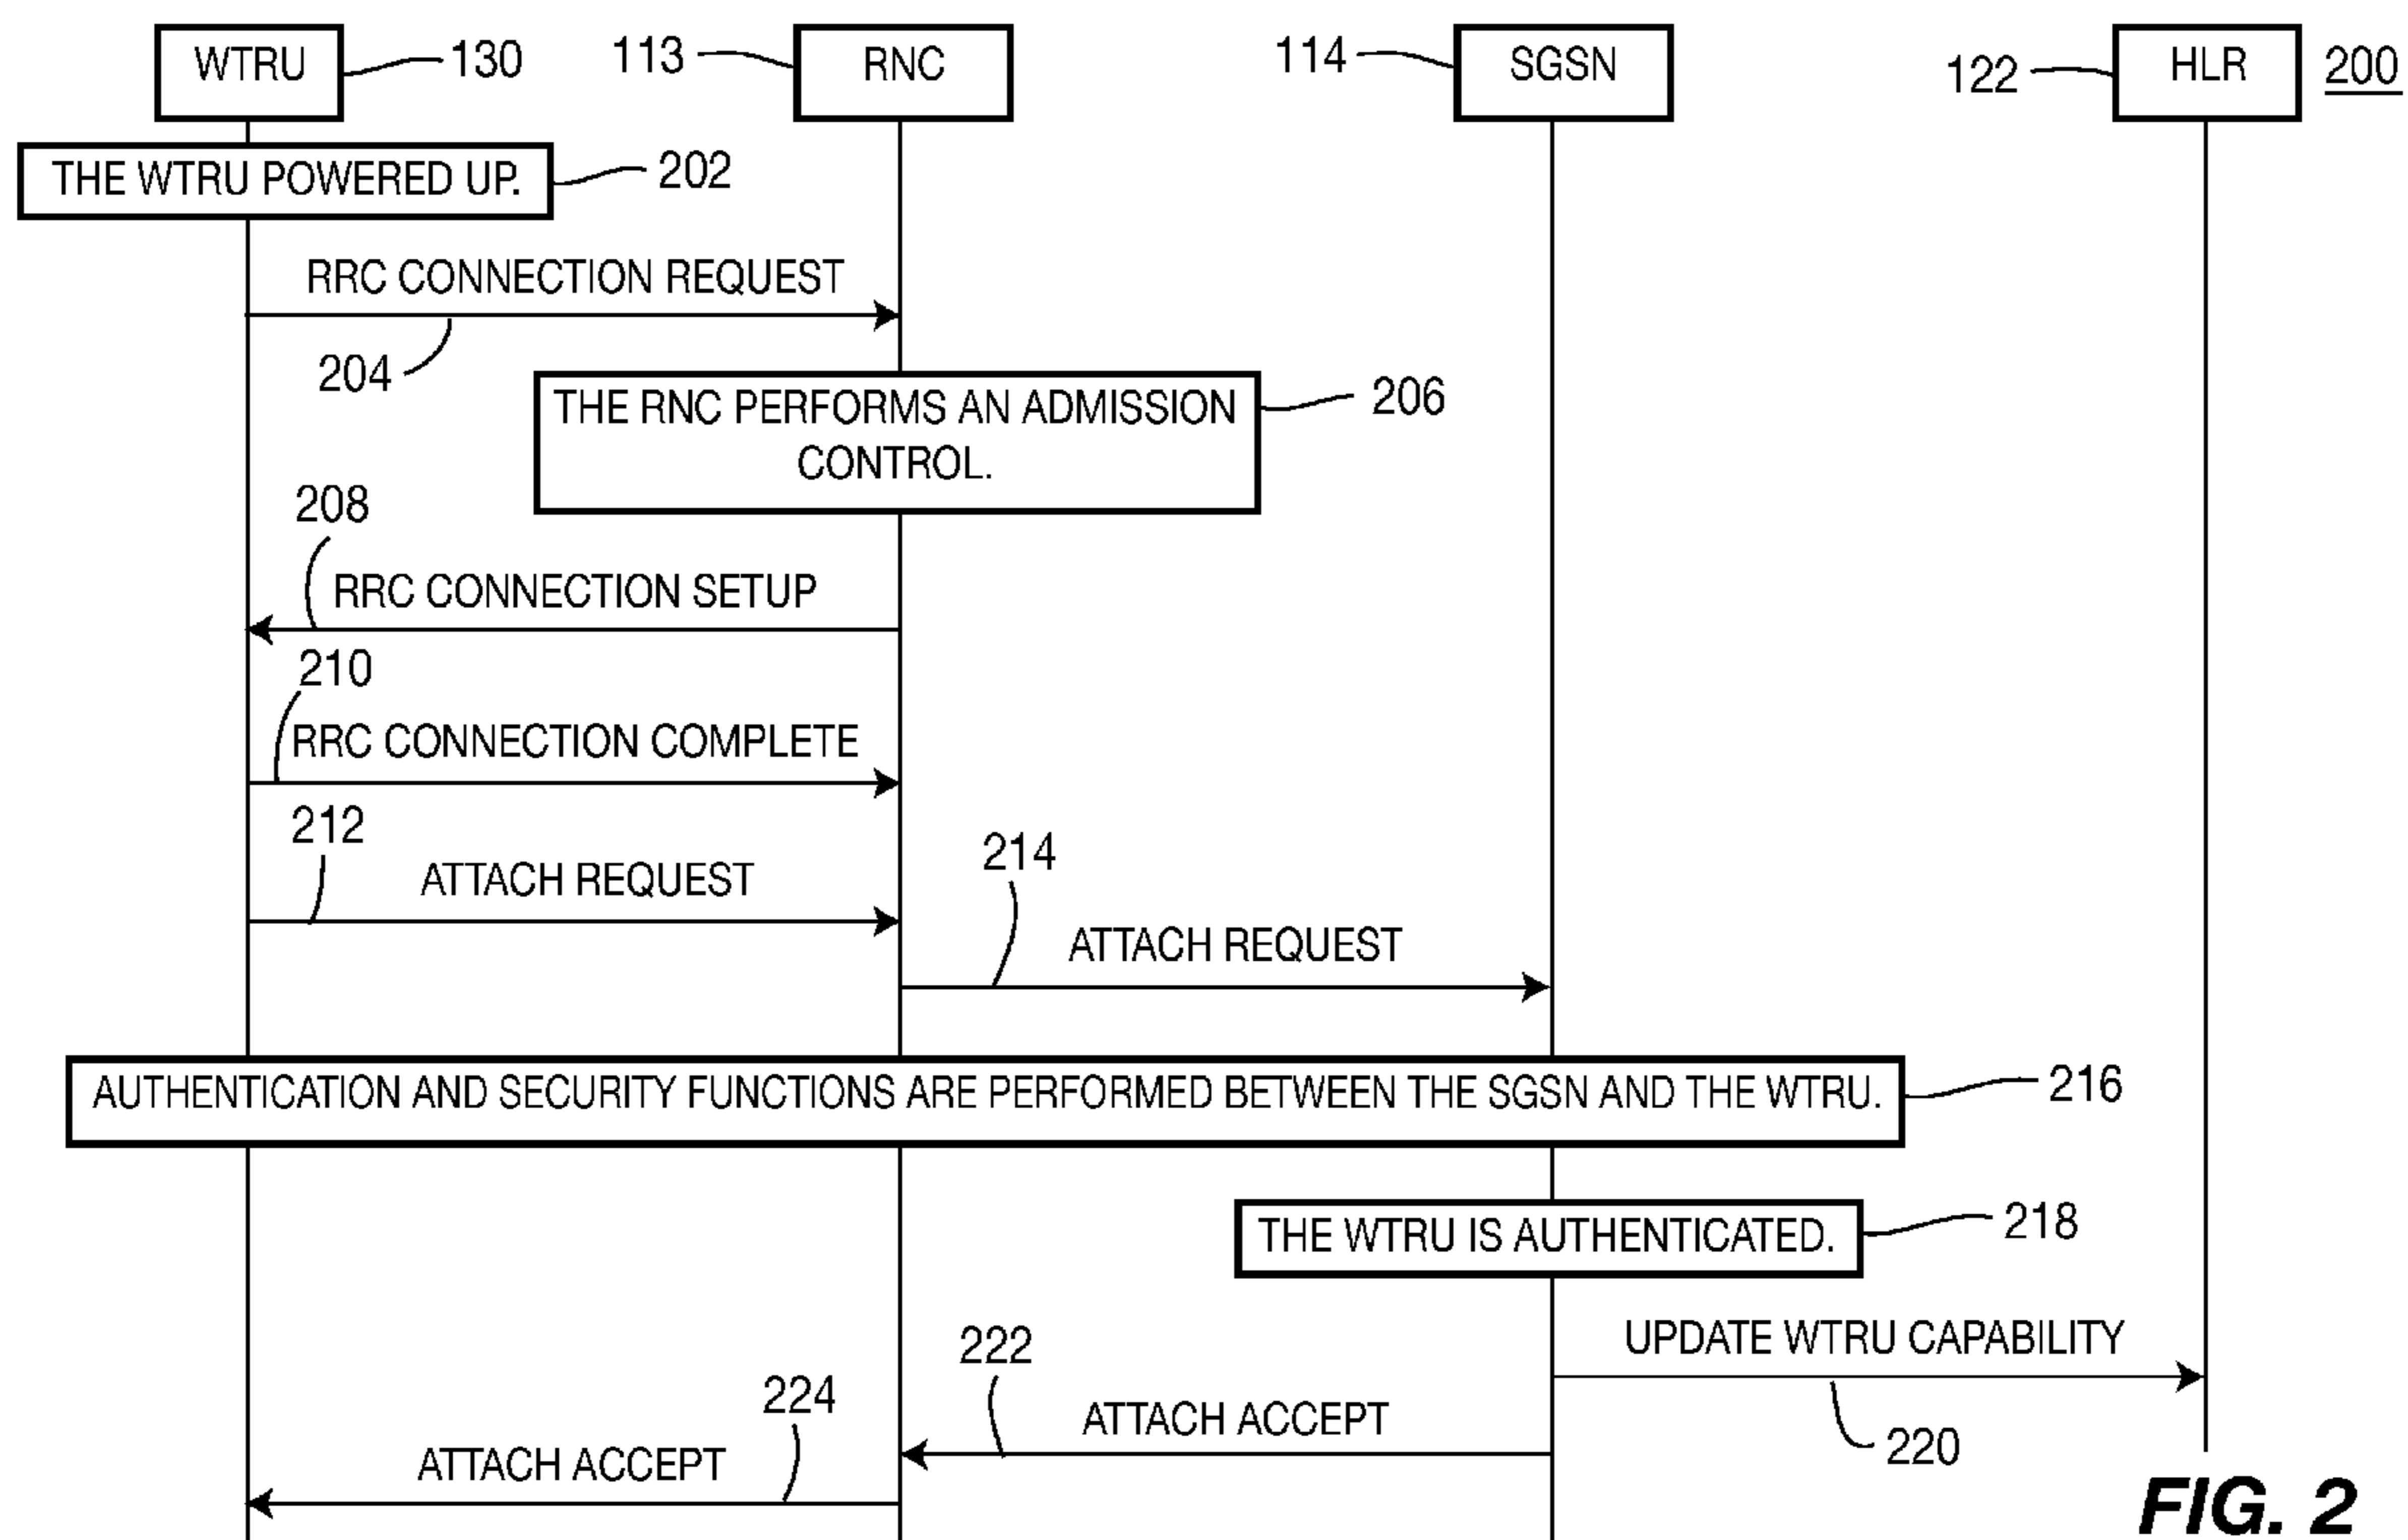 WTRU
130
113
RNC
114
SGSN
122
HLR
200
THE WTRU POWERED UP.
202
RRC CONNECTION REQUEST
204
THE RNC PERFORMS AN ADMISSION
CONTROL.
206
208
RRC CONNECTION SETUP
210
RRC CONNECTION COMPLETE
212
ATTACH REQUEST
214
ATTACH REQUEST
AUTHENTICATION AND SECURITY FUNCTIONS ARE PERFORMED BETWEEN THE SGSN AND THE WTRU.
216
THE WTRU IS AUTHENTICATED.
218
UPDATE WTRU CAPABILITY
220
222
ATTACH ACCEPT
224
ATTACH ACCEPT
FIG. 2